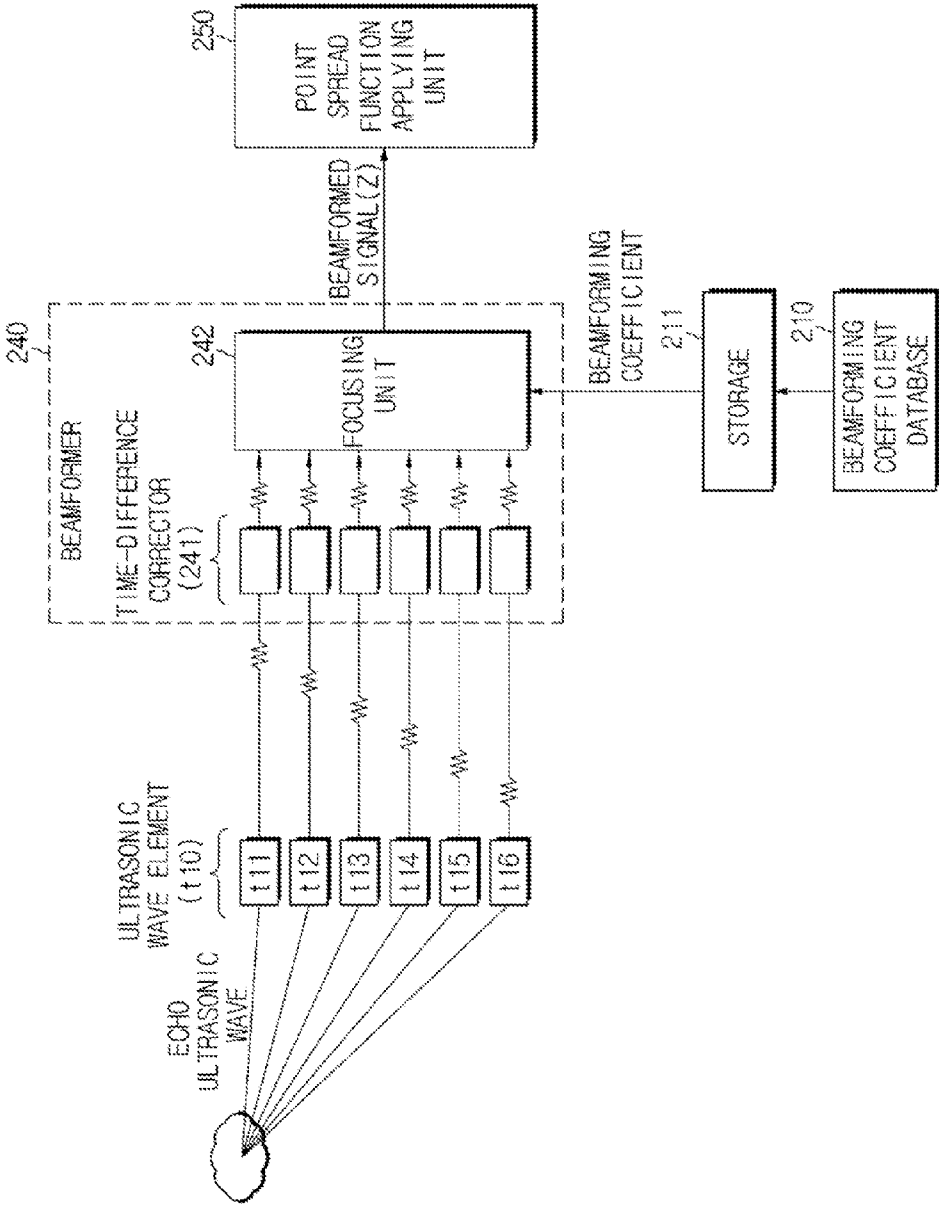 240
BEAMFORMER
TIME-DIFFERENCE
CORRECTOR
(241)
242
FOCUSING
UNIT
250
POINT
SPREAD
FUNCTION
APPLYING
UNIT
BEAMFORMED
SIGNAL(Z)
ULTRASONIC
WAVE ELEMENT
(t10)
ECHO
ULTRASONIC
WAVE
t11
t12
t13
t14
t15
t16
BEAMFORMING
COEFFICIENT
211
STORAGE
210
BEAMFORMING
COEFFICIENT
DATABASE